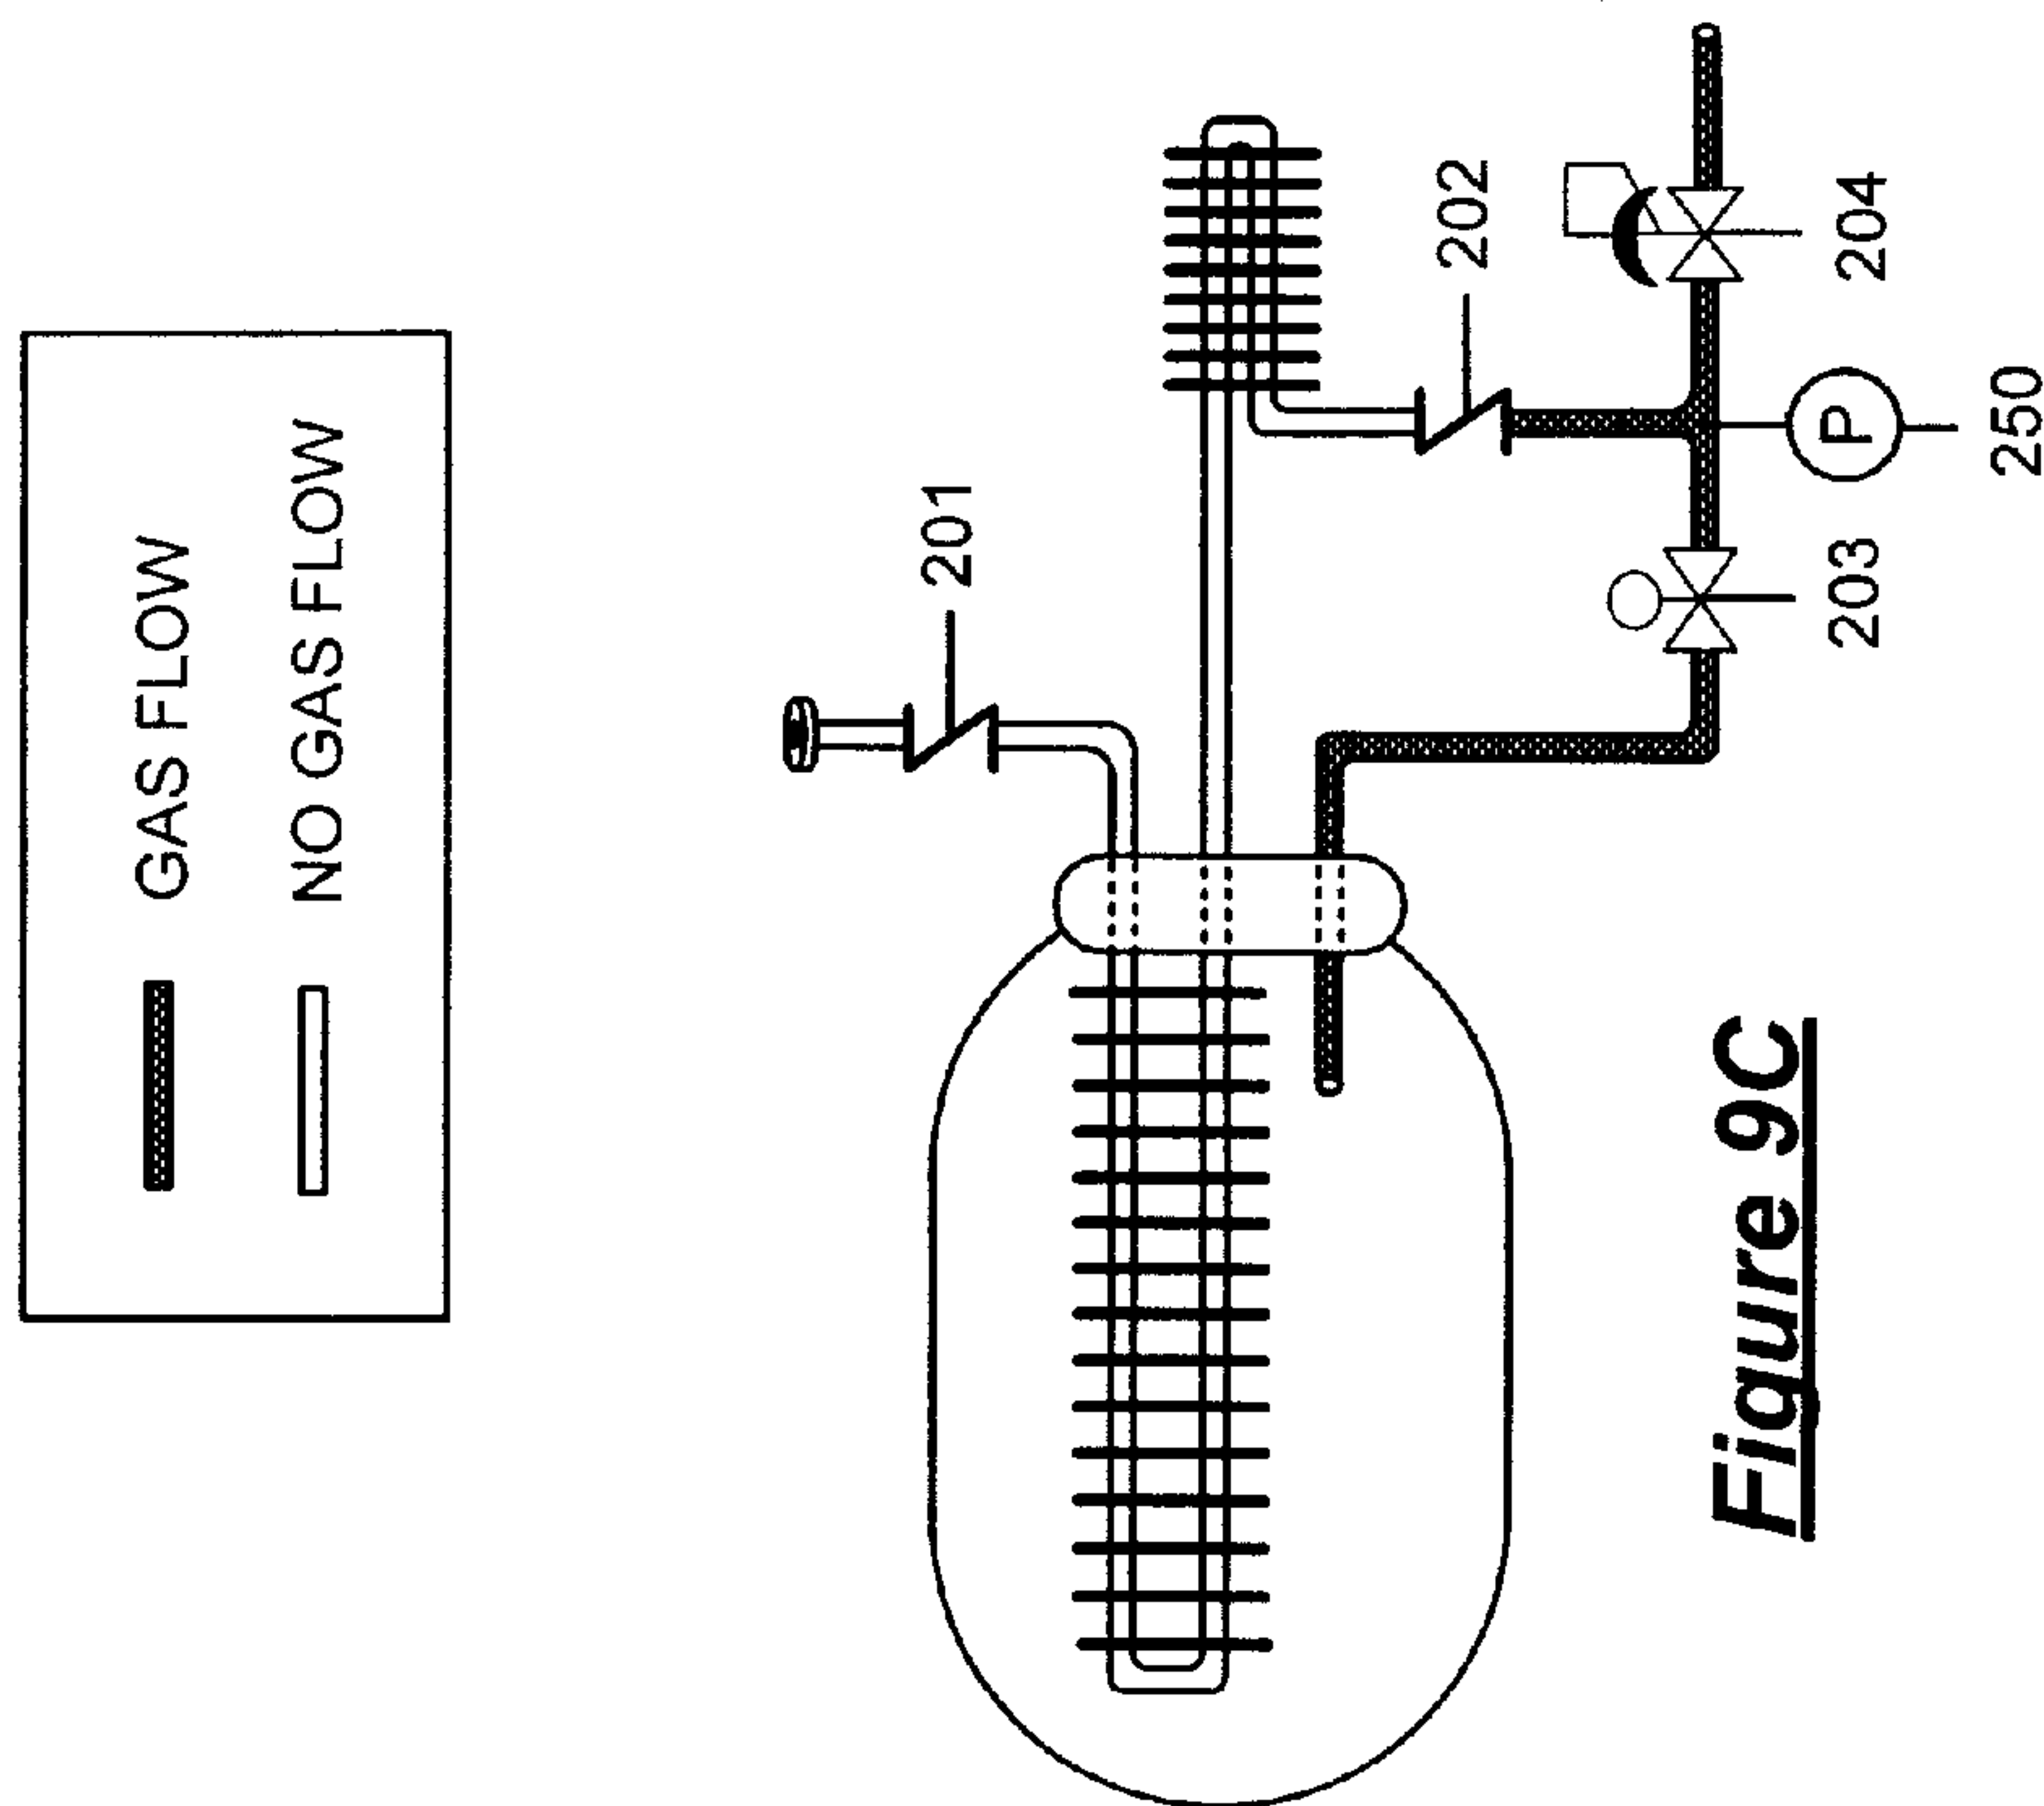 GAS FLOW
NO GAS FLOW
201
202
203
204
P
250
Figure 9C